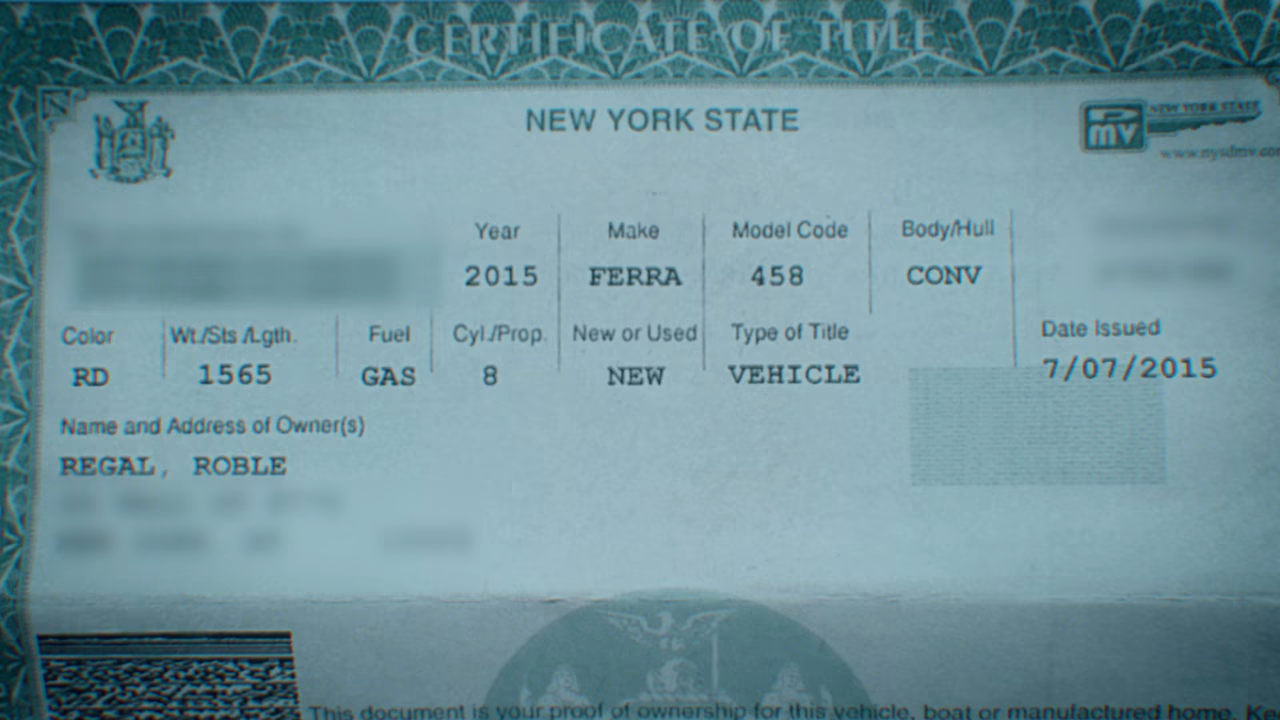 CERTIFICATE OF TITLE
NEW YORK STATE
DMV NEW YORK STATE
www.nysdmv.co
Year Make Model Code Body/Hull
2015 FERRA 458 CONV
Color Wt./Sts./Lgth. Fuel Cyl./Prop. New or Used Type of Title Date Issued
RD 1565 GAS 8 NEW VEHICLE 7/07/2015
Name and Address of Owner(s)
REGAL, ROBLE
This document is your proof of ownership for this vehicle, boat or manufactured home. Ke